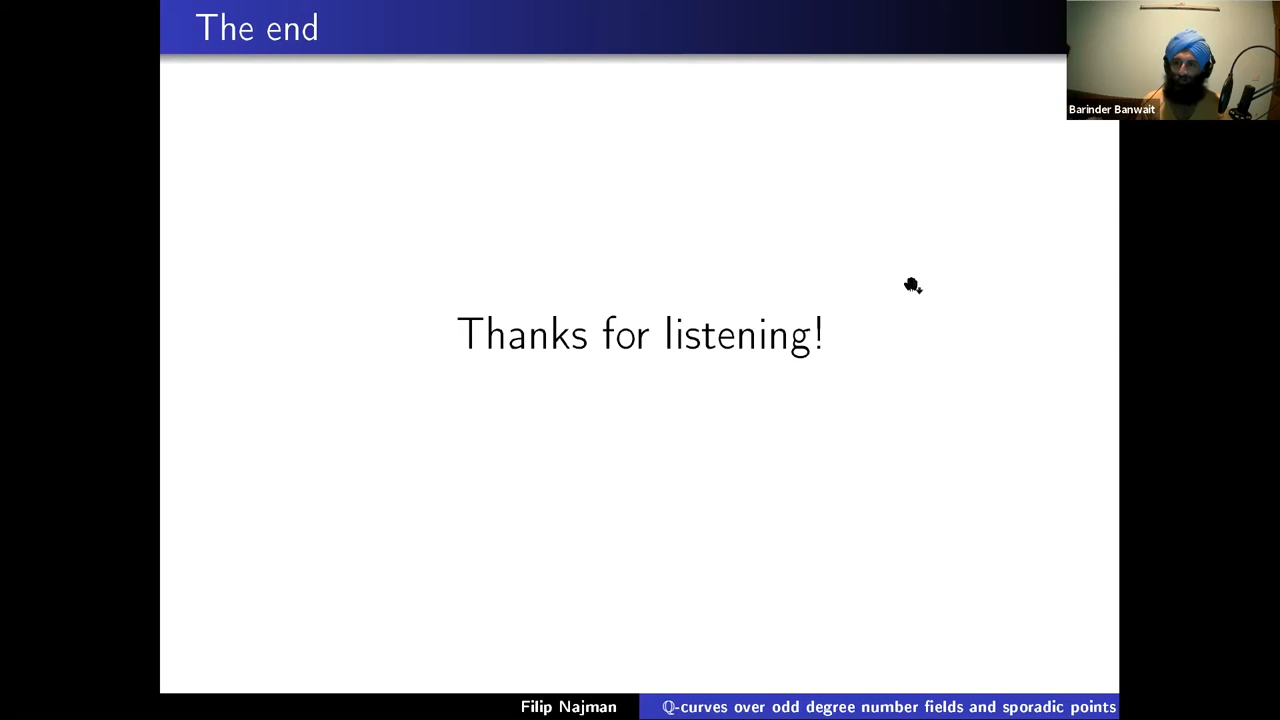 The end
Barinder Banwait
Thanks for listening!
Filip Najman
ℚ-curves over odd degree number fields and sporadic points